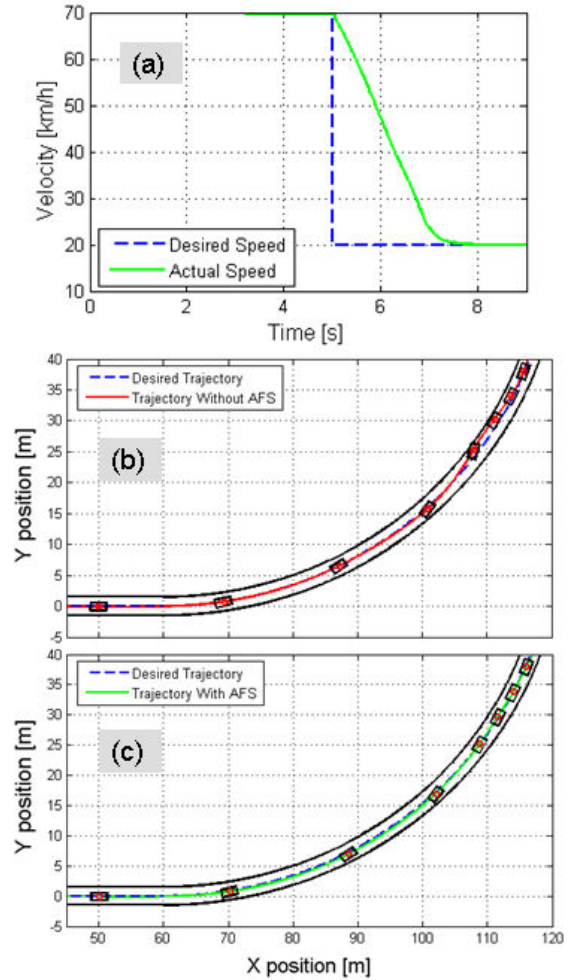 70
60
50
40
30
20
10
Velocity [km/h]
(a)
Desired Speed
Actual Speed
0 2 4 6 8
Time [s]
40
35
30
25
20
15
10
5
0
-5
Y position [m]
Desired Trajectory
Trajectory Without AFS
(b)
40
35
30
25
20
15
10
5
0
-5
Y position [m]
Desired Trajectory
Trajectory With AFS
(c)
50 60 70 80 90 100 110 120
X position [m]